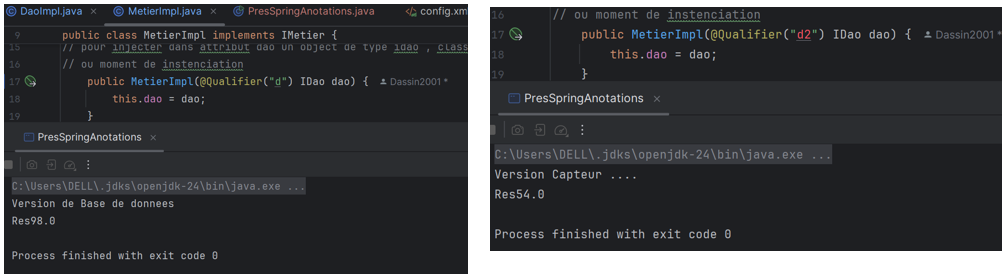 DaoImpl.java × MetierImpl.java × PresSpringAnotations.java config.xm
9 public class MetierImpl implements IMetier {
15 // pour injecter dans attribut dao un object de type idao , class
16 // ou moment de instenciation
17 public MetierImpl(@Qualifier("d") IDao dao) { Dassin2001 *
18 this.dao = dao;
19 }
PresSpringAnotations ×
C:\Users\DELL\.jdks\openjdk-24\bin\java.exe ...
Version de Base de donnees
Res98.0
Process finished with exit code 0
16 // ou moment de instenciation
17 public MetierImpl(@Qualifier("d2") IDao dao) { Dassin2001 *
18 this.dao = dao;
19 }
PresSpringAnotations ×
C:\Users\DELL\.jdks\openjdk-24\bin\java.exe ...
Version Capteur ....
Res54.0
Process finished with exit code 0